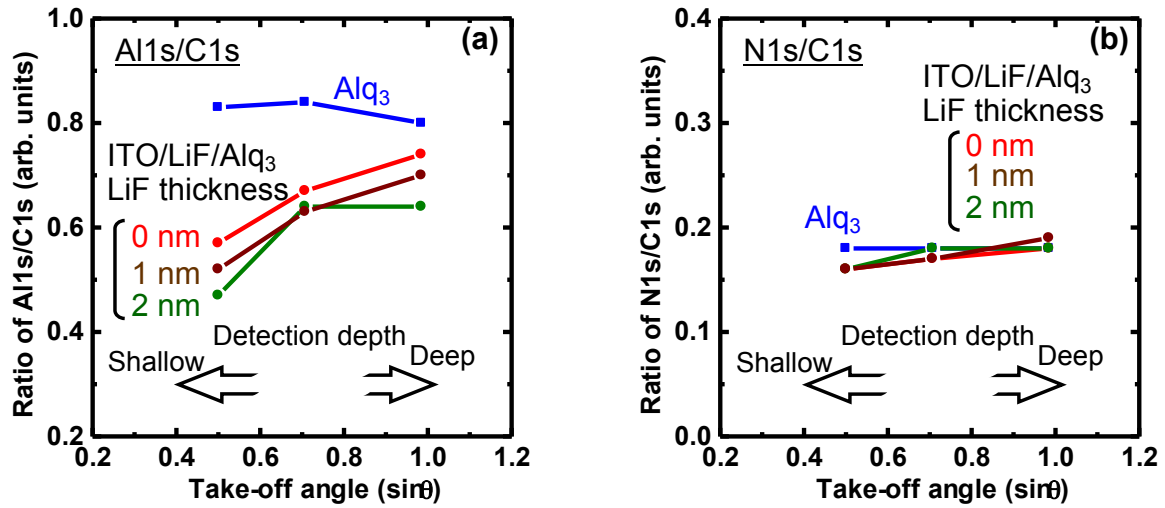 (a)
Al1s/C1s
Alq3
ITO/LiF/Alq3
LiF thickness
0 nm
1 nm
2 nm
Detection depth
Shallow
Deep
Ratio of Al1s/C1s (arb. units)
1.0
0.8
0.6
0.4
0.2
0.2 0.4 0.6 0.8 1.0 1.2
Take-off angle (sinθ)
(b)
N1s/C1s
ITO/LiF/Alq3
LiF thickness
0 nm
1 nm
2 nm
Alq3
Detection depth
Shallow
Deep
Ratio of N1s/C1s (arb. units)
0.4
0.3
0.2
0.1
0.0
0.2 0.4 0.6 0.8 1.0 1.2
Take-off angle (sinθ)